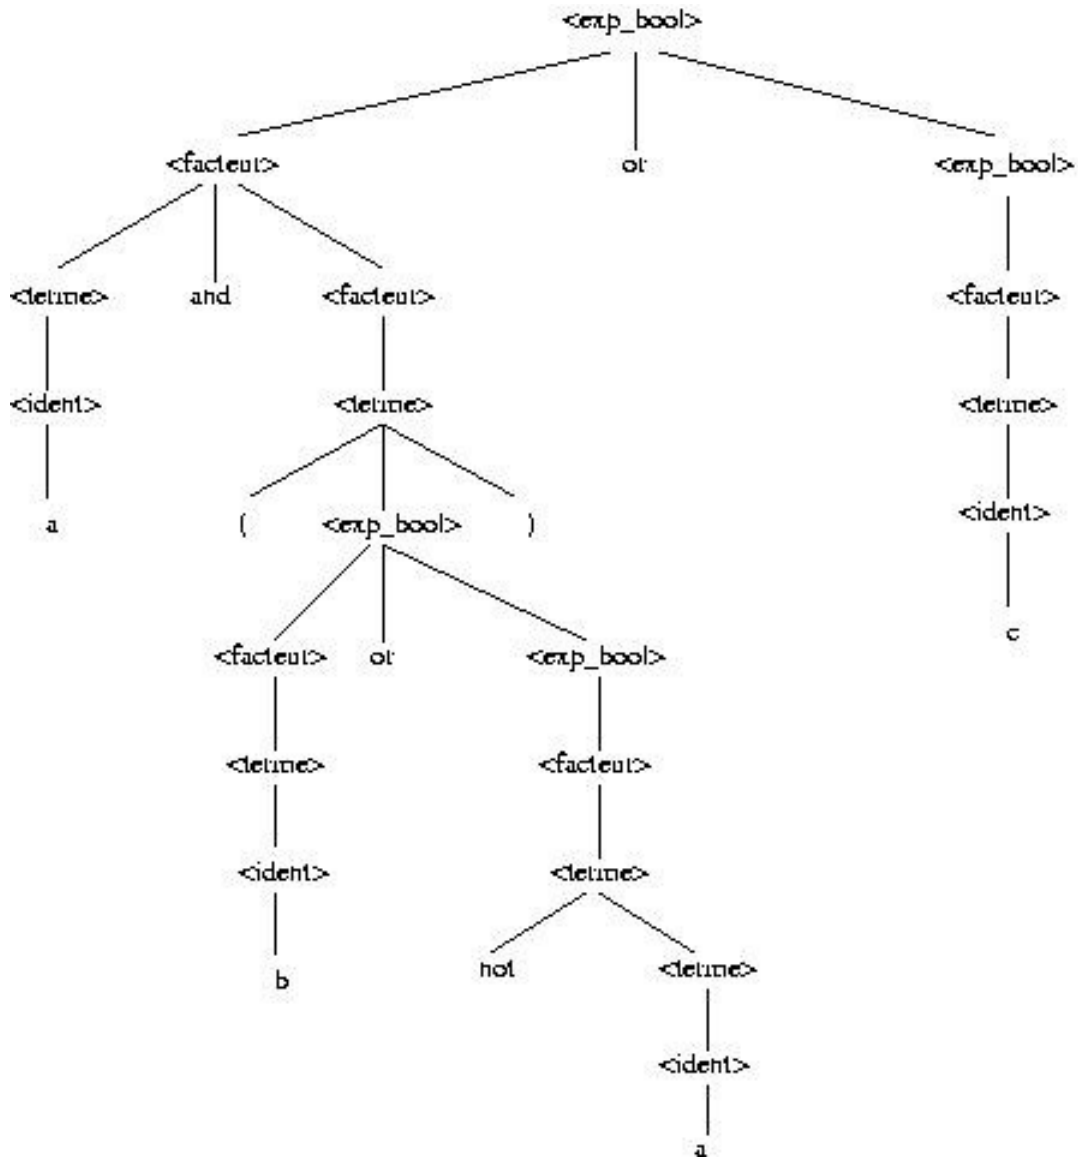 <exp_bool>
<facteur> or <exp_bool>
<terme> and <facteur> <facteur>
<ident> <terme> <terme>
a ( <exp_bool> ) <ident>
c
<facteur> or <exp_bool>
<terme> <facteur>
<ident> <terme>
b not <terme>
<ident>
a